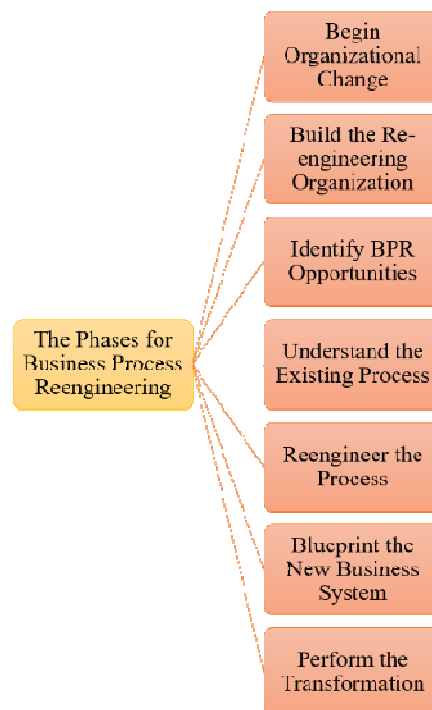 Begin
Organizational
Change
Build the Re-
engineering
Organization
Identify BPR
Opportunities
The Phases for
Business Process
Reengineering
Understand the
Existing Process
Reengineer the
Process
Blueprint the
New Business
System
Perform the
Transformation